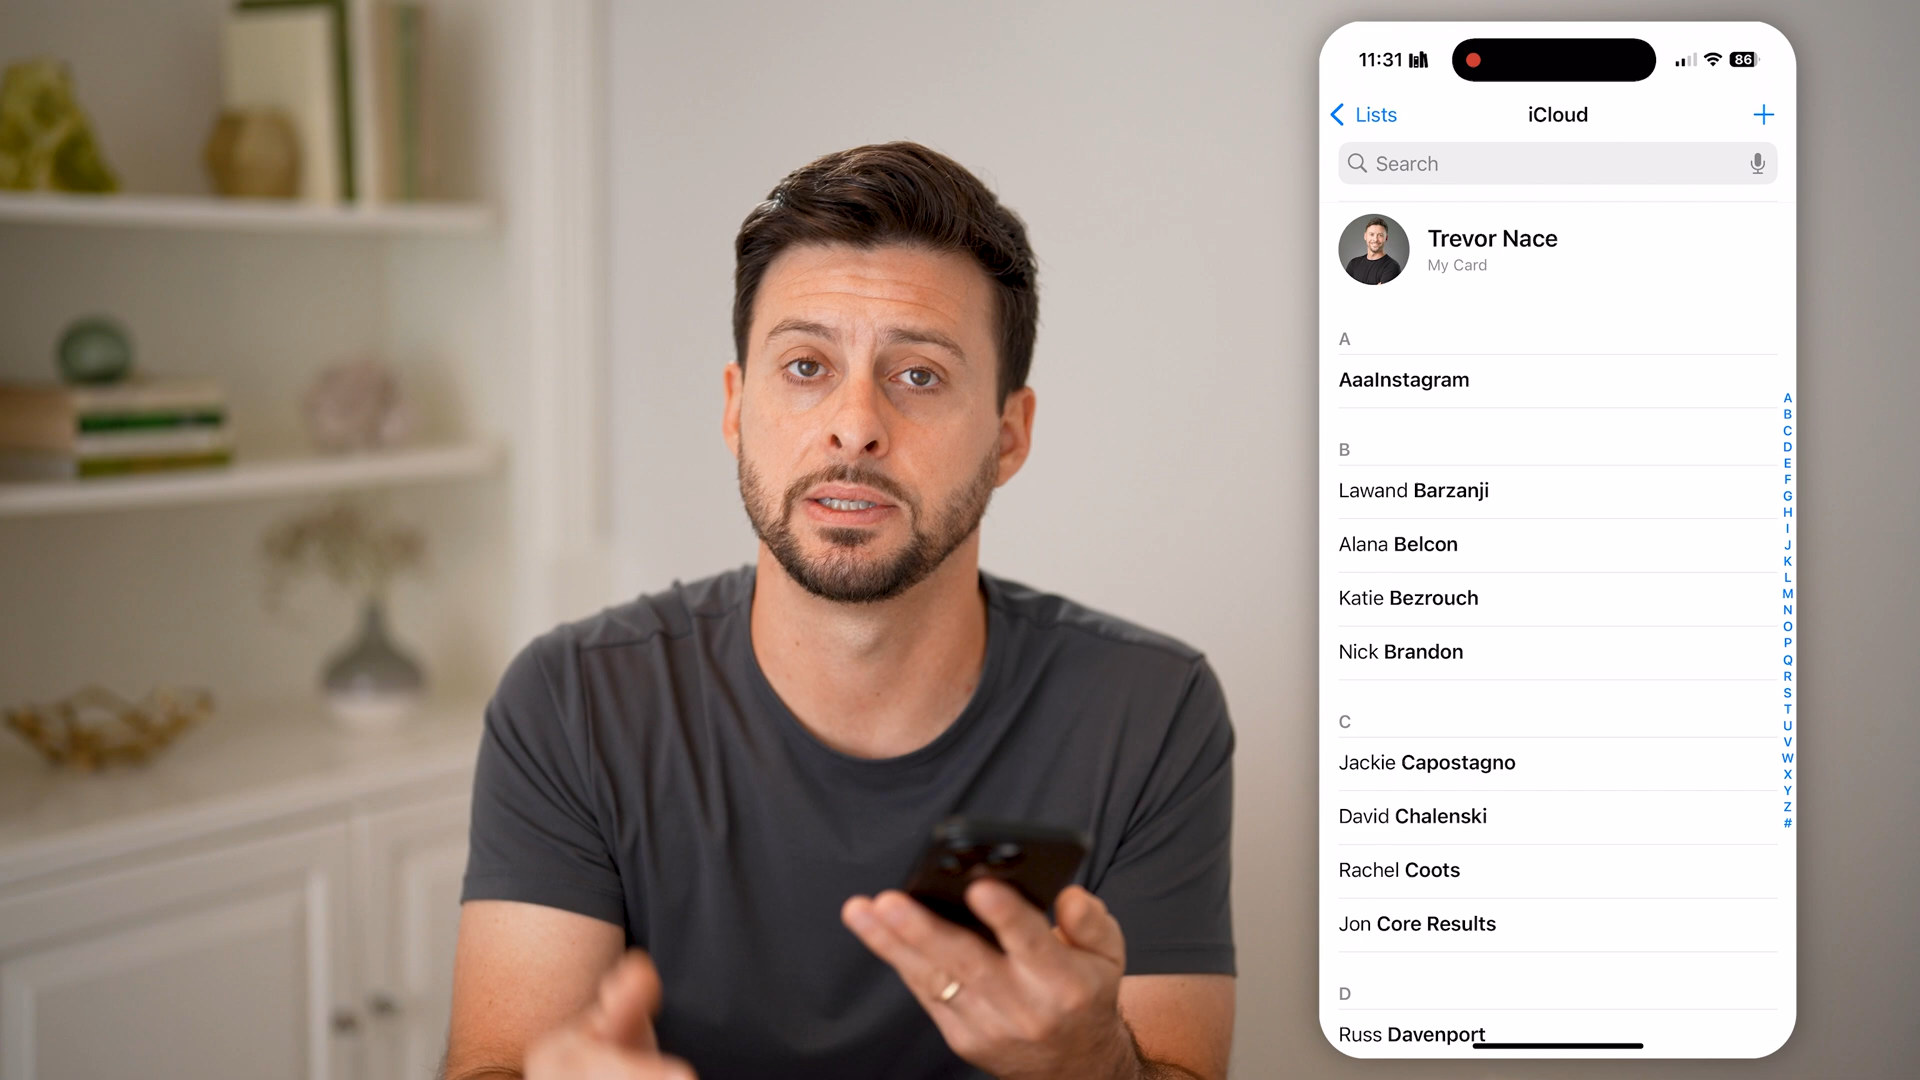 11:31 86
Lists iCloud
Search
Trevor Nace
My Card
A
AaaInstagram
B
Lawand Barzanji
Alana Belcon
Katie Bezrouch
Nick Brandon
C
Jackie Capostagno
David Chalenski
Rachel Coots
Jon Core Results
D
Russ Davenport
A
B
C
D
E
F
G
H
I
J
K
L
M
N
O
P
Q
R
S
T
U
V
W
X
Y
Z
#